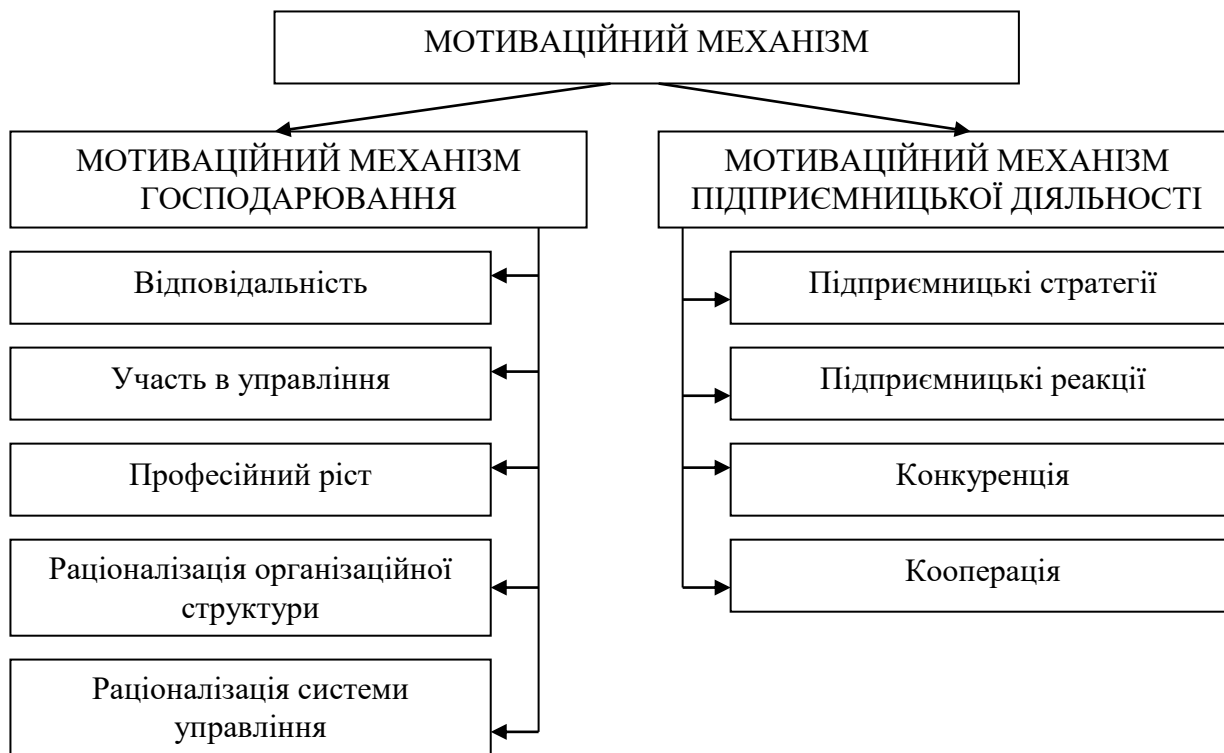 МОТИВАЦІЙНИЙ МЕХАНІЗМ
МОТИВАЦІЙНИЙ МЕХАНІЗМ
ГОСПОДАРЮВАННЯ
Відповідальність
Участь в управління
Професійний ріст
Раціоналізація організаційної
структури
Раціоналізація системи
управління
МОТИВАЦІЙНИЙ МЕХАНІЗМ
ПІДПРИЄМНИЦЬКОЇ ДІЯЛЬНОСТІ
Підприємницькі стратегії
Підприємницькі реакції
Конкуренція
Кооперація